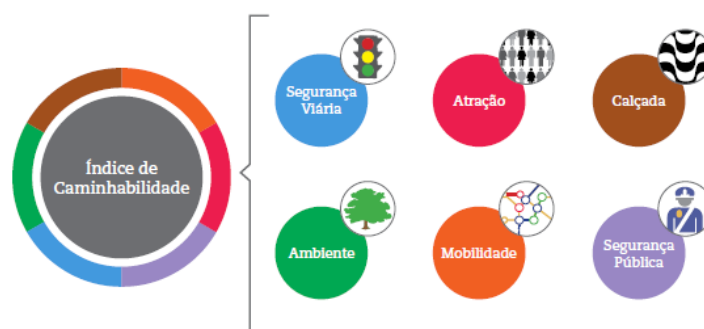 Índice de
Caminhabilidade
Segurança
Viária
Atração
Calçada
Ambiente
Mobilidade
Segurança
Pública